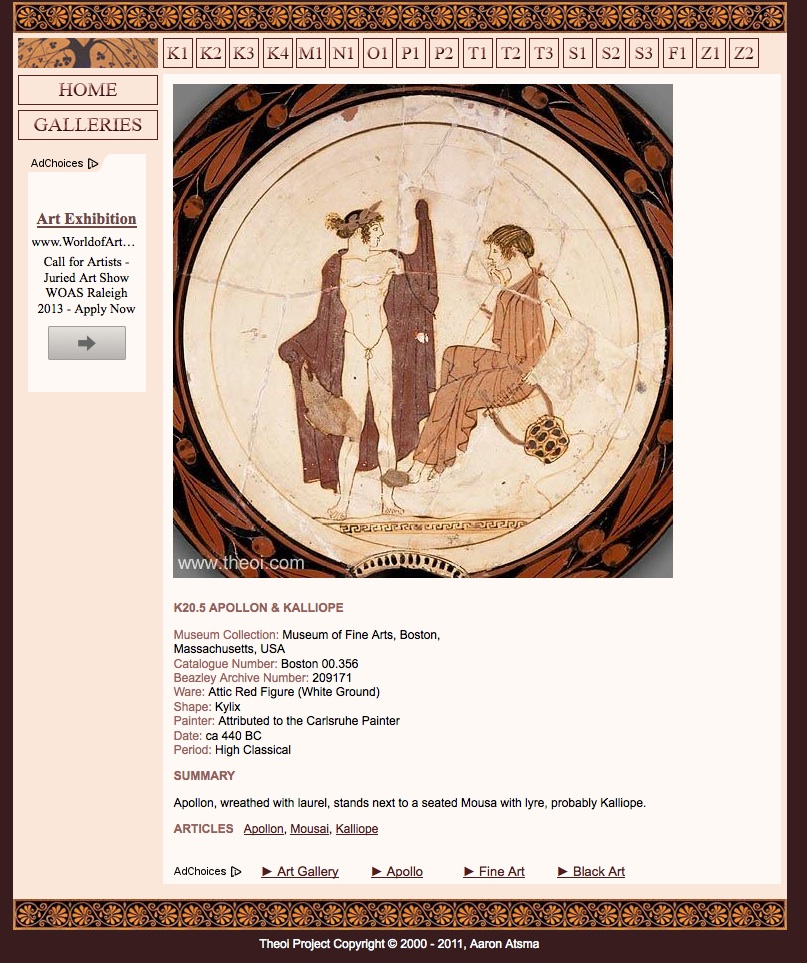 K1 K2 K3 K4 M1 N1 O1 P1 P2 T1 T2 T3 S1 S2 S3 F1 Z1 Z2
HOME
GALLERIES
AdChoices
Art Exhibition
www.WorldofArt…
Call for Artists -
Juried Art Show
WOAS Raleigh
2013 - Apply Now
www.theoi.com
K20.5 APOLLON & KALLIOPE
Museum Collection: Museum of Fine Arts, Boston,
Massachusetts, USA
Catalogue Number: Boston 00.356
Beazley Archive Number: 209171
Ware: Attic Red Figure (White Ground)
Shape: Kylix
Painter: Attributed to the Carlsruhe Painter
Date: ca 440 BC
Period: High Classical
SUMMARY
Apollon, wreathed with laurel, stands next to a seated Mousa with lyre, probably Kalliope.
ARTICLES Apollon, Mousai, Kalliope
AdChoices ► Art Gallery ► Apollo ► Fine Art ► Black Art
Theoi Project Copyright © 2000 - 2011, Aaron Atsma